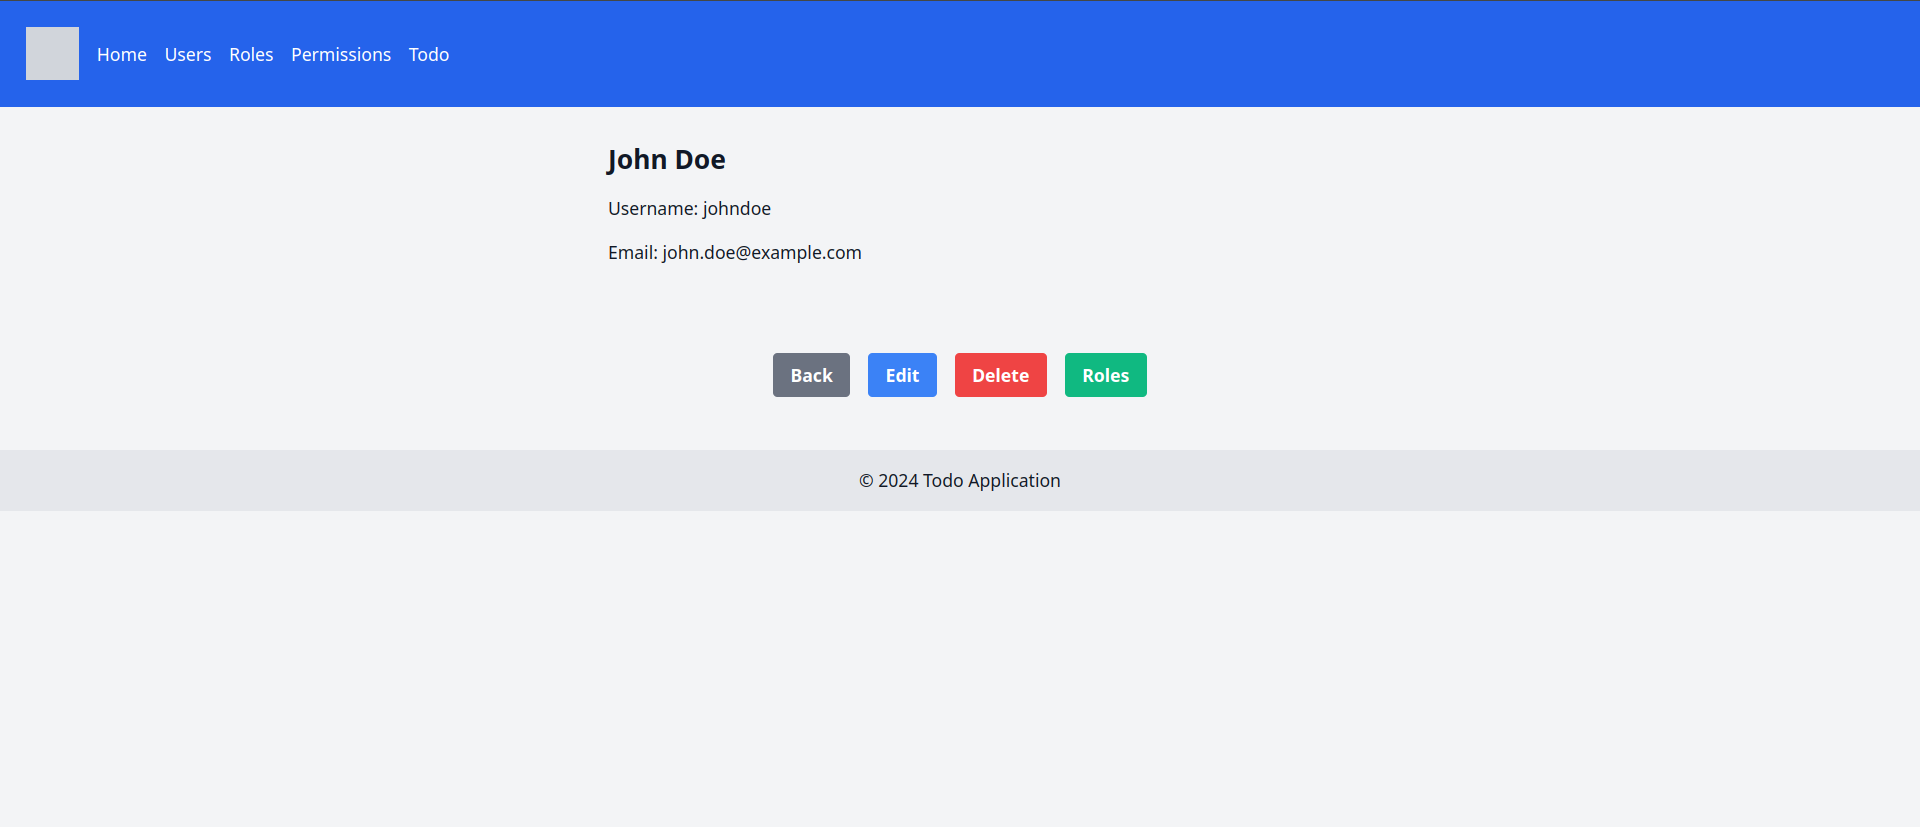 Home Users Roles Permissions Todo
John Doe
Username: johndoe
Email: john.doe@example.com
Back Edit Delete Roles
© 2024 Todo Application